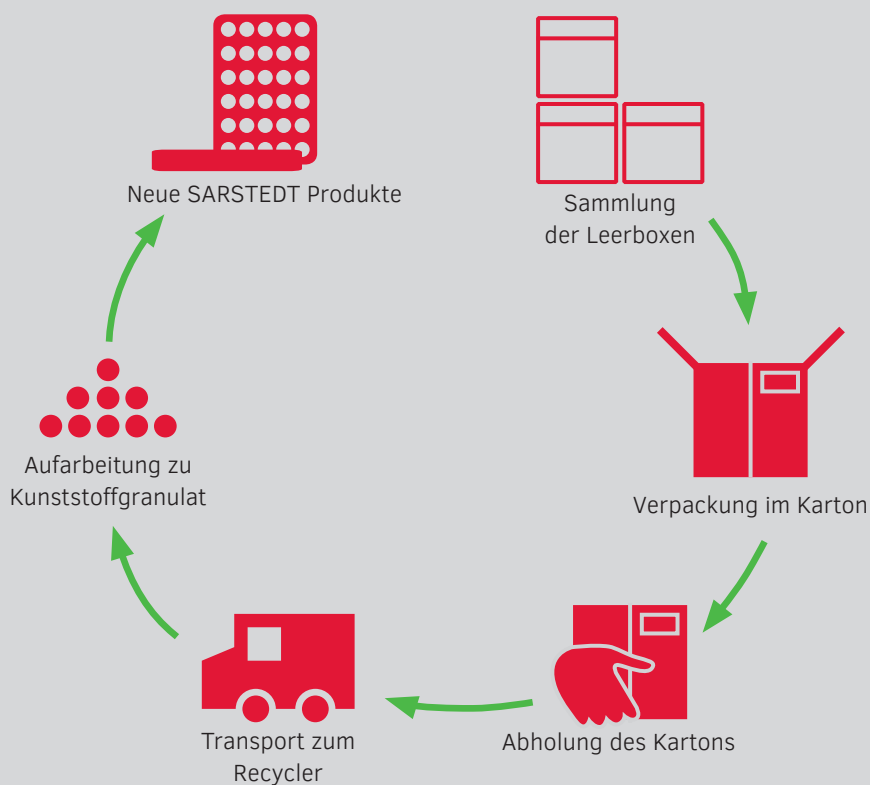 Neue SARSTEDT Produkte
Sammlung
der Leerboxen
Verpackung im Karton
Abholung des Kartons
Transport zum
Recycler
Aufarbeitung zu
Kunststoffgranulat